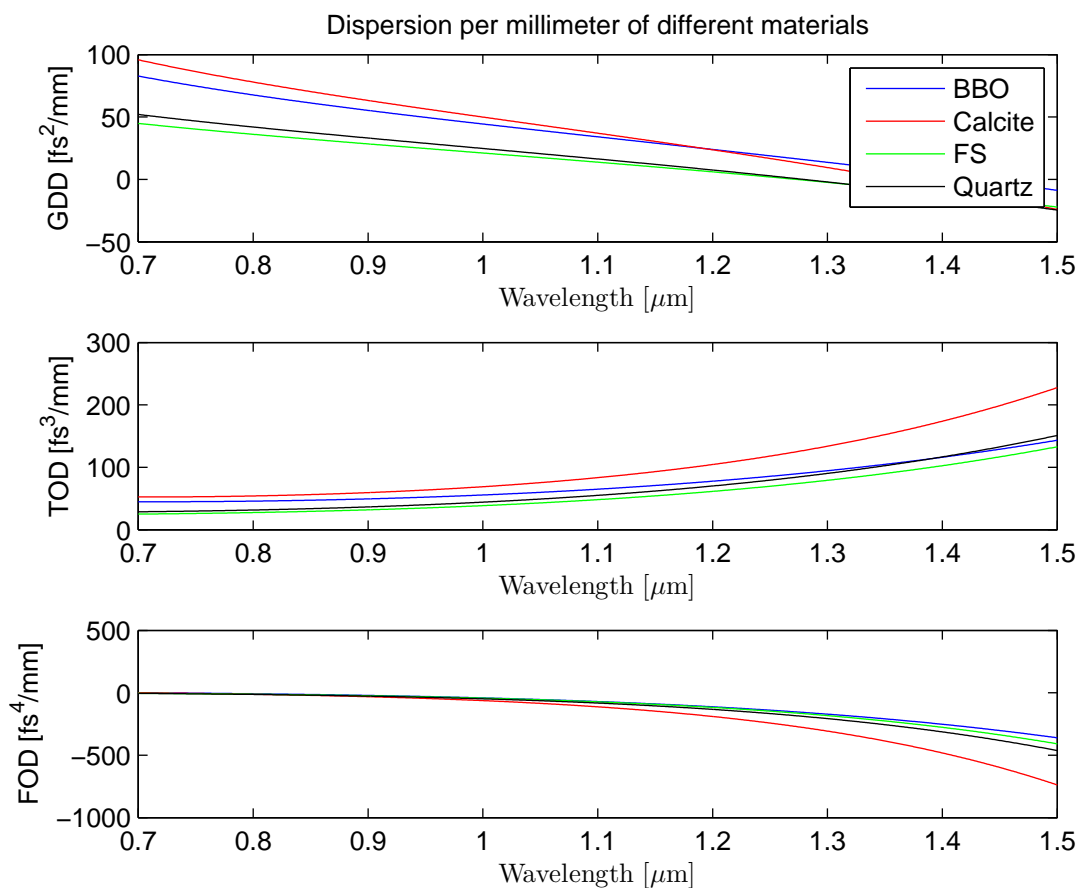 Dispersion per millimeter of different materials
100
50
0
−50
GDD [fs²/mm]
BBO
Calcite
FS
Quartz
0.7 0.8 0.9 1 1.1 1.2 1.3 1.4 1.5
Wavelength [μm]
300
200
100
0
TOD [fs³/mm]
0.7 0.8 0.9 1 1.1 1.2 1.3 1.4 1.5
Wavelength [μm]
500
0
−500
−1000
FOD [fs⁴/mm]
0.7 0.8 0.9 1 1.1 1.2 1.3 1.4 1.5
Wavelength [μm]